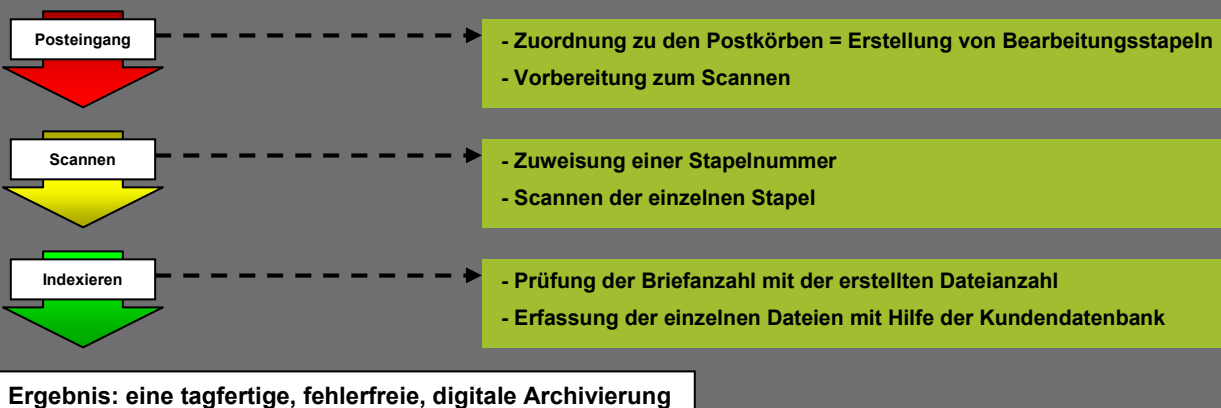 Posteingang
- Zuordnung zu den Postkörben = Erstellung von Bearbeitungsstapeln
- Vorbereitung zum Scannen
Scannen
- Zuweisung einer Stapelnummer
- Scannen der einzelnen Stapel
Indexieren
- Prüfung der Briefanzahl mit der erstellten Dateianzahl
- Erfassung der einzelnen Dateien mit Hilfe der Kundendatenbank
Ergebnis: eine tagfertige, fehlerfreie, digitale Archivierung